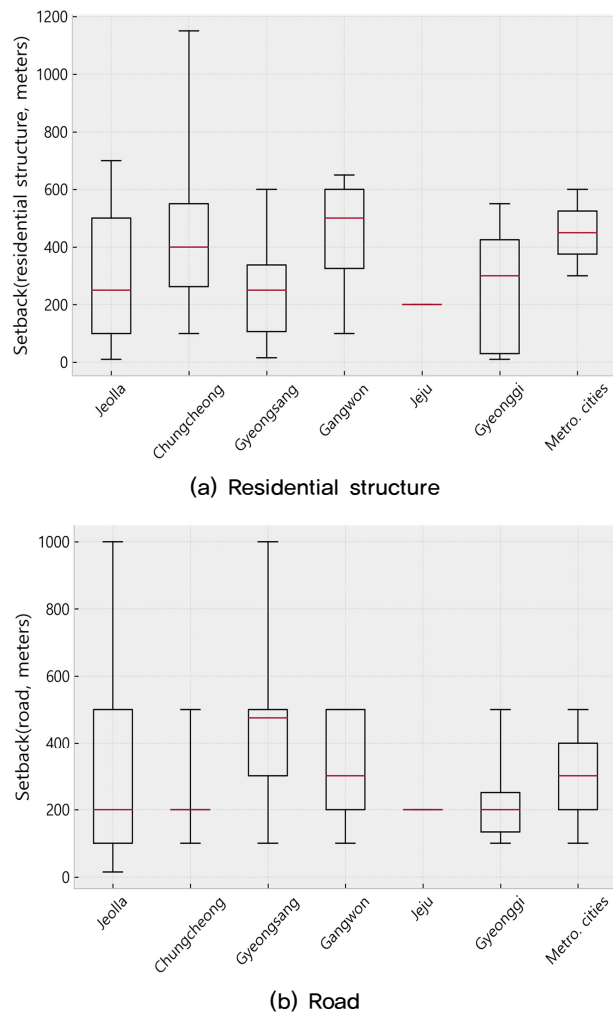 1200
1000
800
600
400
200
0
Setback(residential structure, meters)
Jeolla
Chungcheong
Gyeongsang
Gangwon
Jeju
Gyeonggi
Metro. cities
(a) Residential structure
1000
800
600
400
200
0
Setback(road, meters)
Jeolla
Chungcheong
Gyeongsang
Gangwon
Jeju
Gyeonggi
Metro. cities
(b) Road